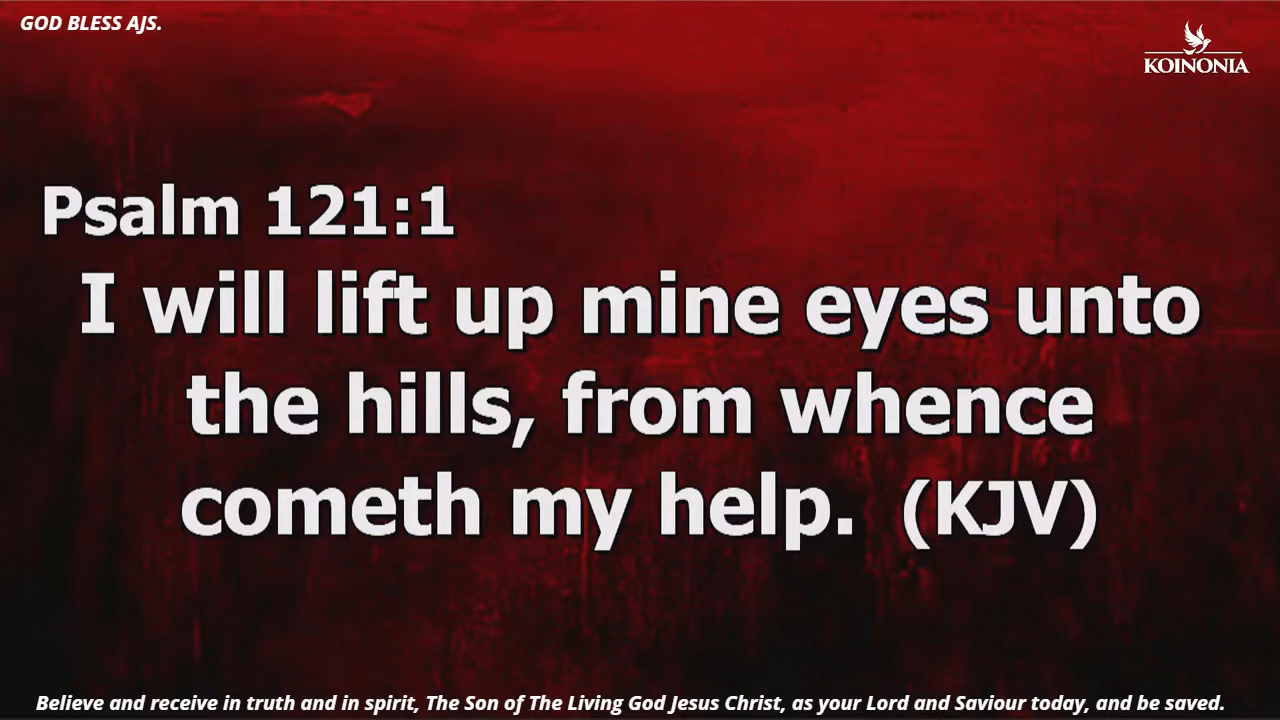 GOD BLESS AJS.
KOINONIA
Psalm 121:1
I will lift up mine eyes unto
the hills, from whence
cometh my help.  (KJV)
Believe and receive in truth and in spirit, The Son of The Living God Jesus Christ, as your Lord and Saviour today, and be saved.